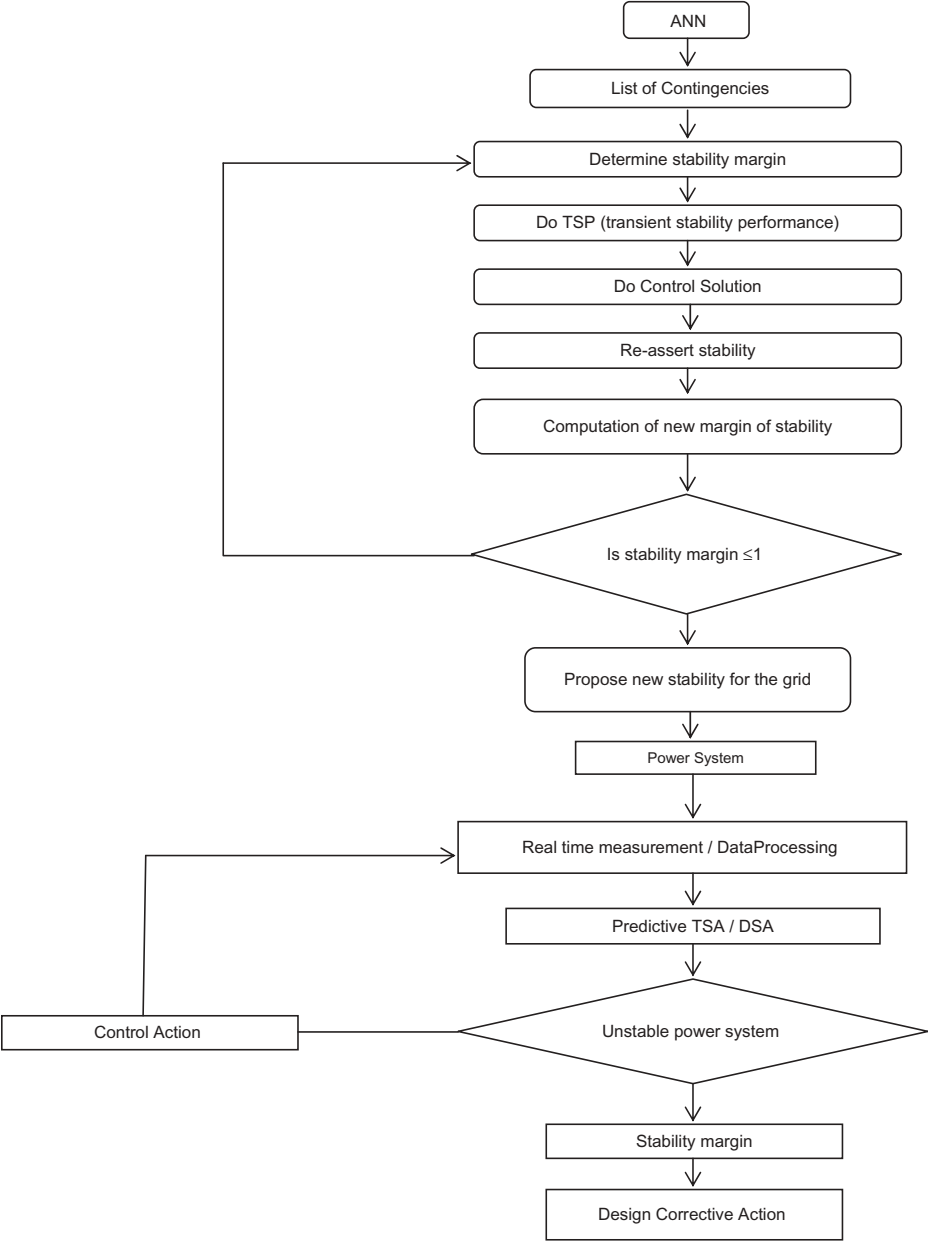 ANN
List of Contingencies
Determine stability margin
Do TSP (transient stability performance)
Do Control Solution
Re-assert stability
Computation of new margin of stability
Is stability margin ≤1
Propose new stability for the grid
Power System
Real time measurement / DataProcessing
Predictive TSA / DSA
Control Action
Unstable power system
Stability margin
Design Corrective Action